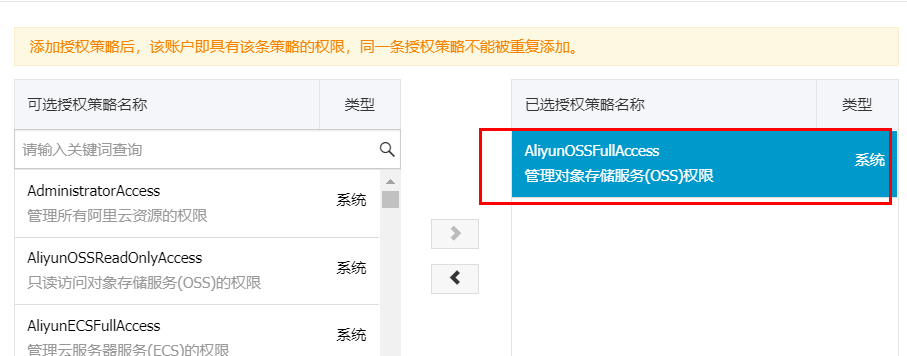 添加授权策略后，该账户即具有该条策略的权限，同一条授权策略不能被重复添加。
可选授权策略名称 类型
请输入关键词查询
AdministratorAccess 系统
管理所有阿里云资源的权限
AliyunOSSReadOnlyAccess 系统
只读访问对象存储服务(OSS)的权限
AliyunECSFullAccess 系统
管理云服务器服务(ECS)的权限
已选授权策略名称 类型
AliyunOSSFullAccess 系统
管理对象存储服务(OSS)权限